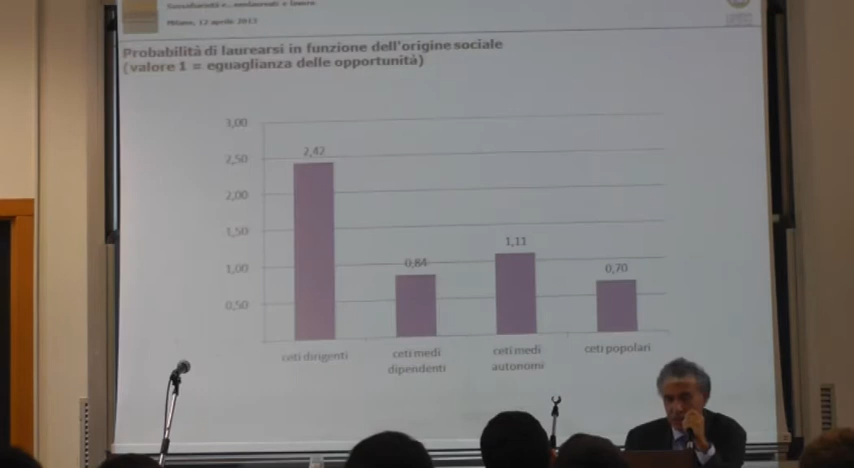 Milano, 12 aprile 2013
Probabilità di laurearsi in funzione dell'origine sociale
(valore 1 = eguaglianza delle opportunità)
3,00
2,50
2,00
1,50
1,00
0,50
2,42
0,84
1,11
0,70
ceti dirigenti
ceti medi
dipendenti
ceti medi
autonomi
ceti popolari